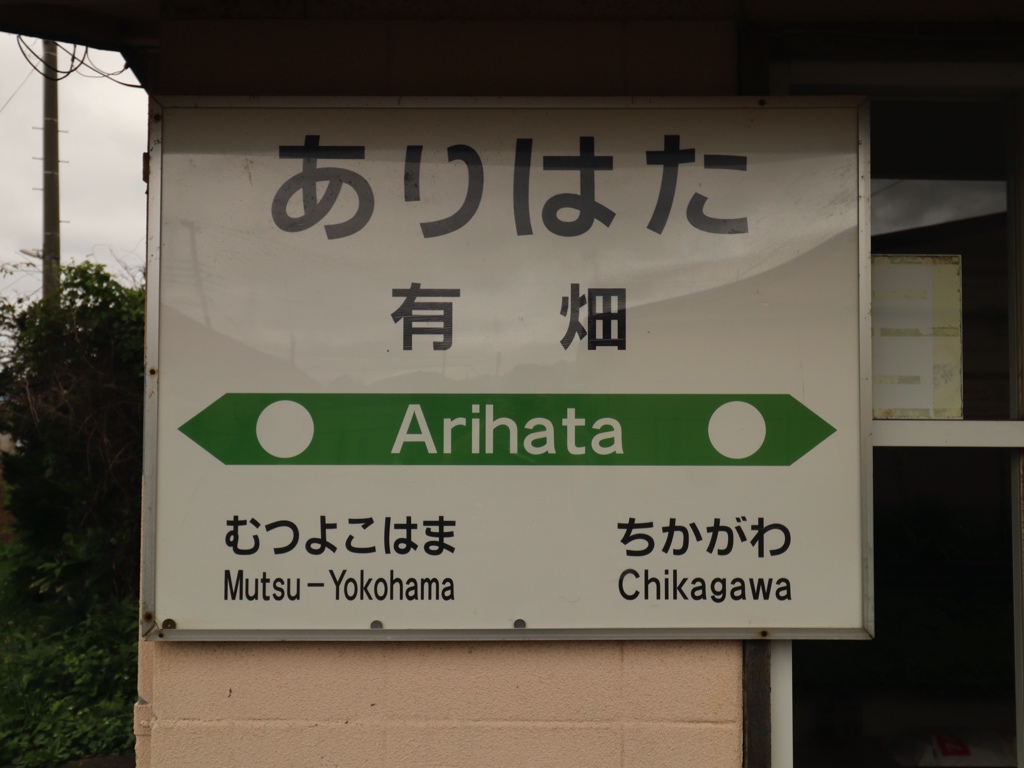 ありはた
有 畑
Arihata
むつよこはま ちかがわ
Mutsu-Yokohama Chikagawa